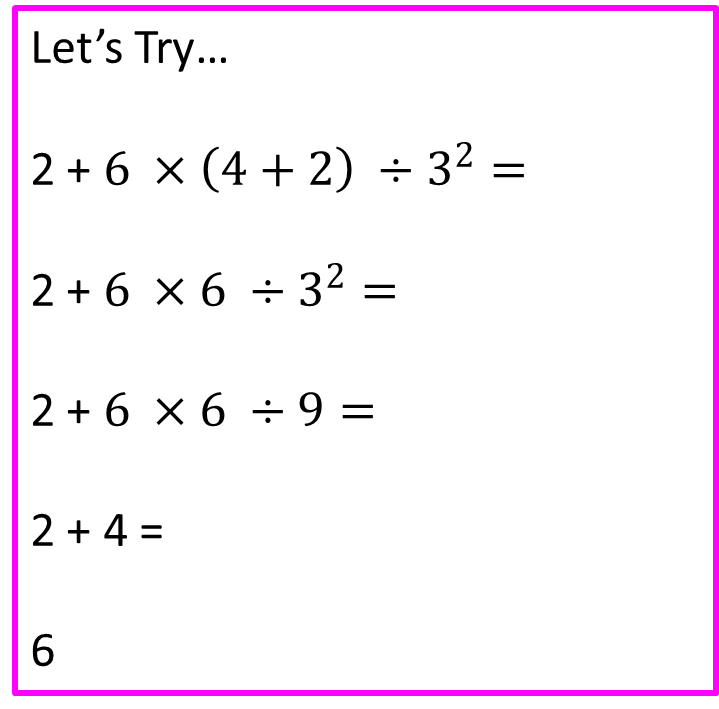 Let’s Try…
2 + 6 × (4 + 2) ÷ 3² =
2 + 6 × 6 ÷ 3² =
2 + 6 × 6 ÷ 9 =
2 + 4 =
6